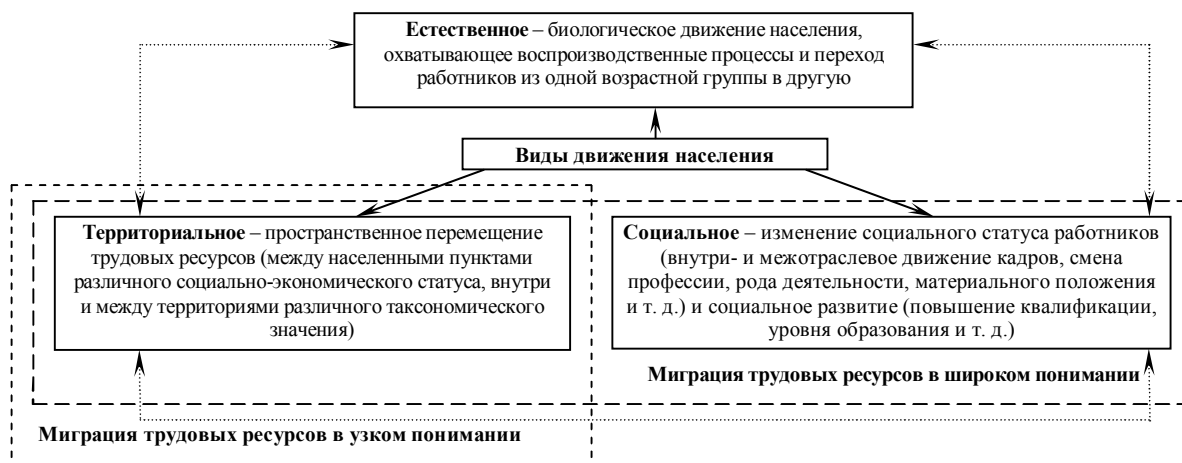 Естественное – биологическое движение населения,
охватывающее воспроизводственные процессы и переход
работников из одной возрастной группы в другую
Виды движения населения
Территориальное – пространственное перемещение
трудовых ресурсов (между населенными пунктами
различного социально-экономического статуса, внутри
и между территориями различного таксономического
значения)
Социальное – изменение социального статуса работников
(внутри- и межотраслевое движение кадров, смена
профессии, рода деятельности, материального положения
и т. д.) и социальное развитие (повышение квалификации,
уровня образования и т. д.)
Миграция трудовых ресурсов в широком понимании
Миграция трудовых ресурсов в узком понимании